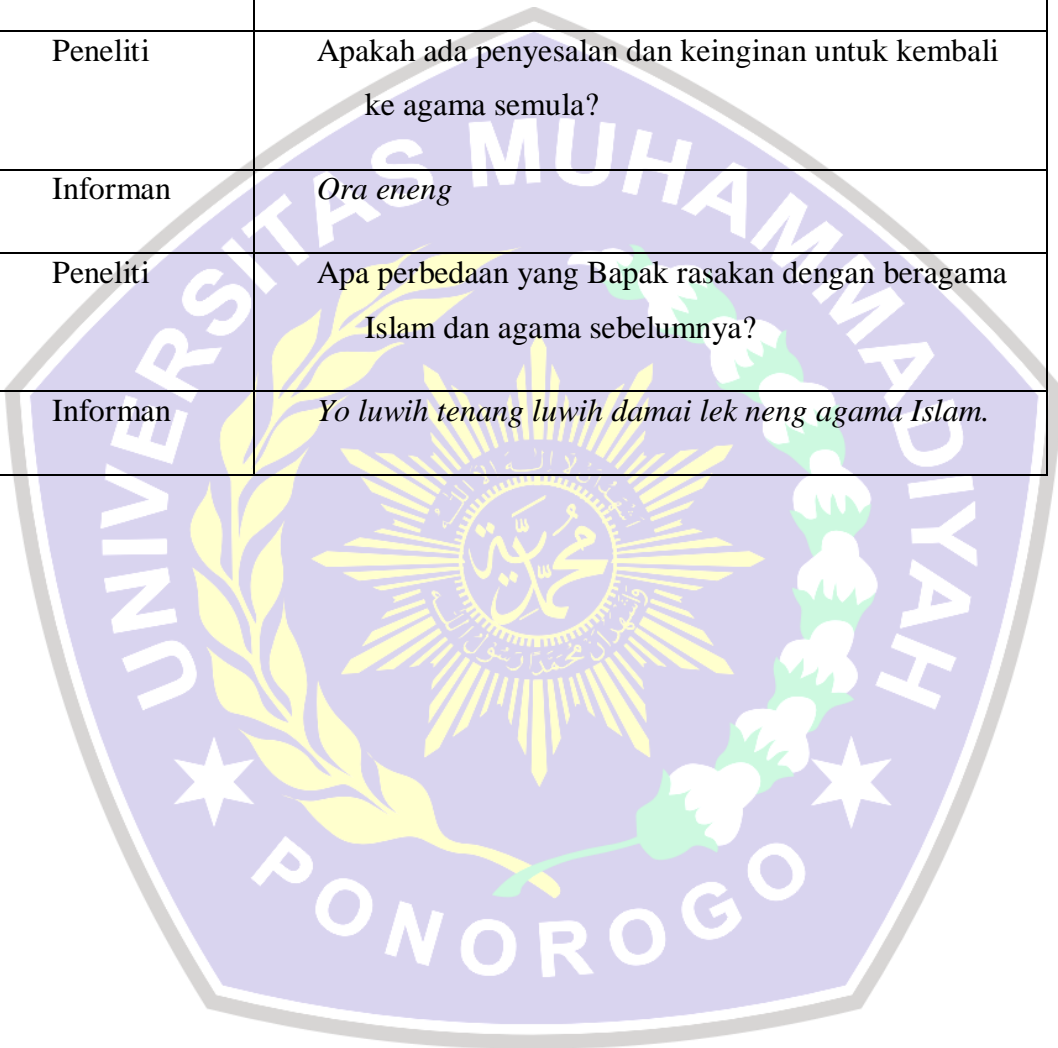 Peneliti Apakah ada penyesalan dan keinginan untuk kembali
ke agama semula?
Informan Ora eneng
Peneliti Apa perbedaan yang Bapak rasakan dengan beragama
Islam dan agama sebelumnya?
Informan Yo luwih tenang luwih damai lek neng agama Islam.
UNIVERSITAS MUHAMMADIYAH
PONOROGO
محمدية